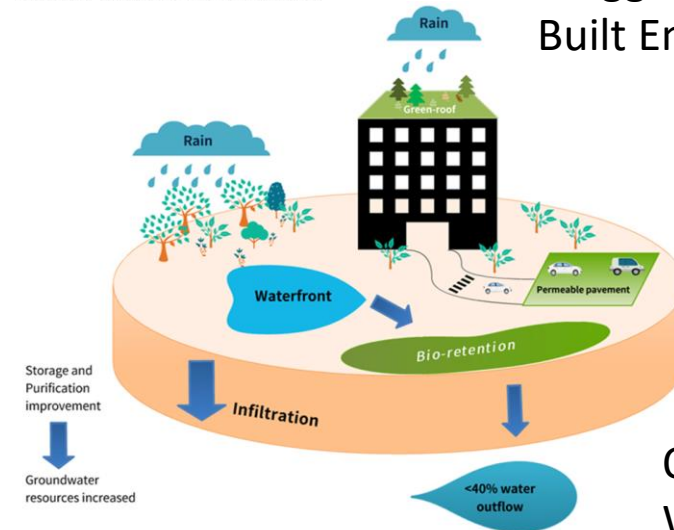 Rain
Built En
Green-roof
Rain
Permeable pavement
Waterfront
Bio-retention
Storage and
Purification
improvement
Infiltration
Groundwater
resources increased
<40% water
outflow